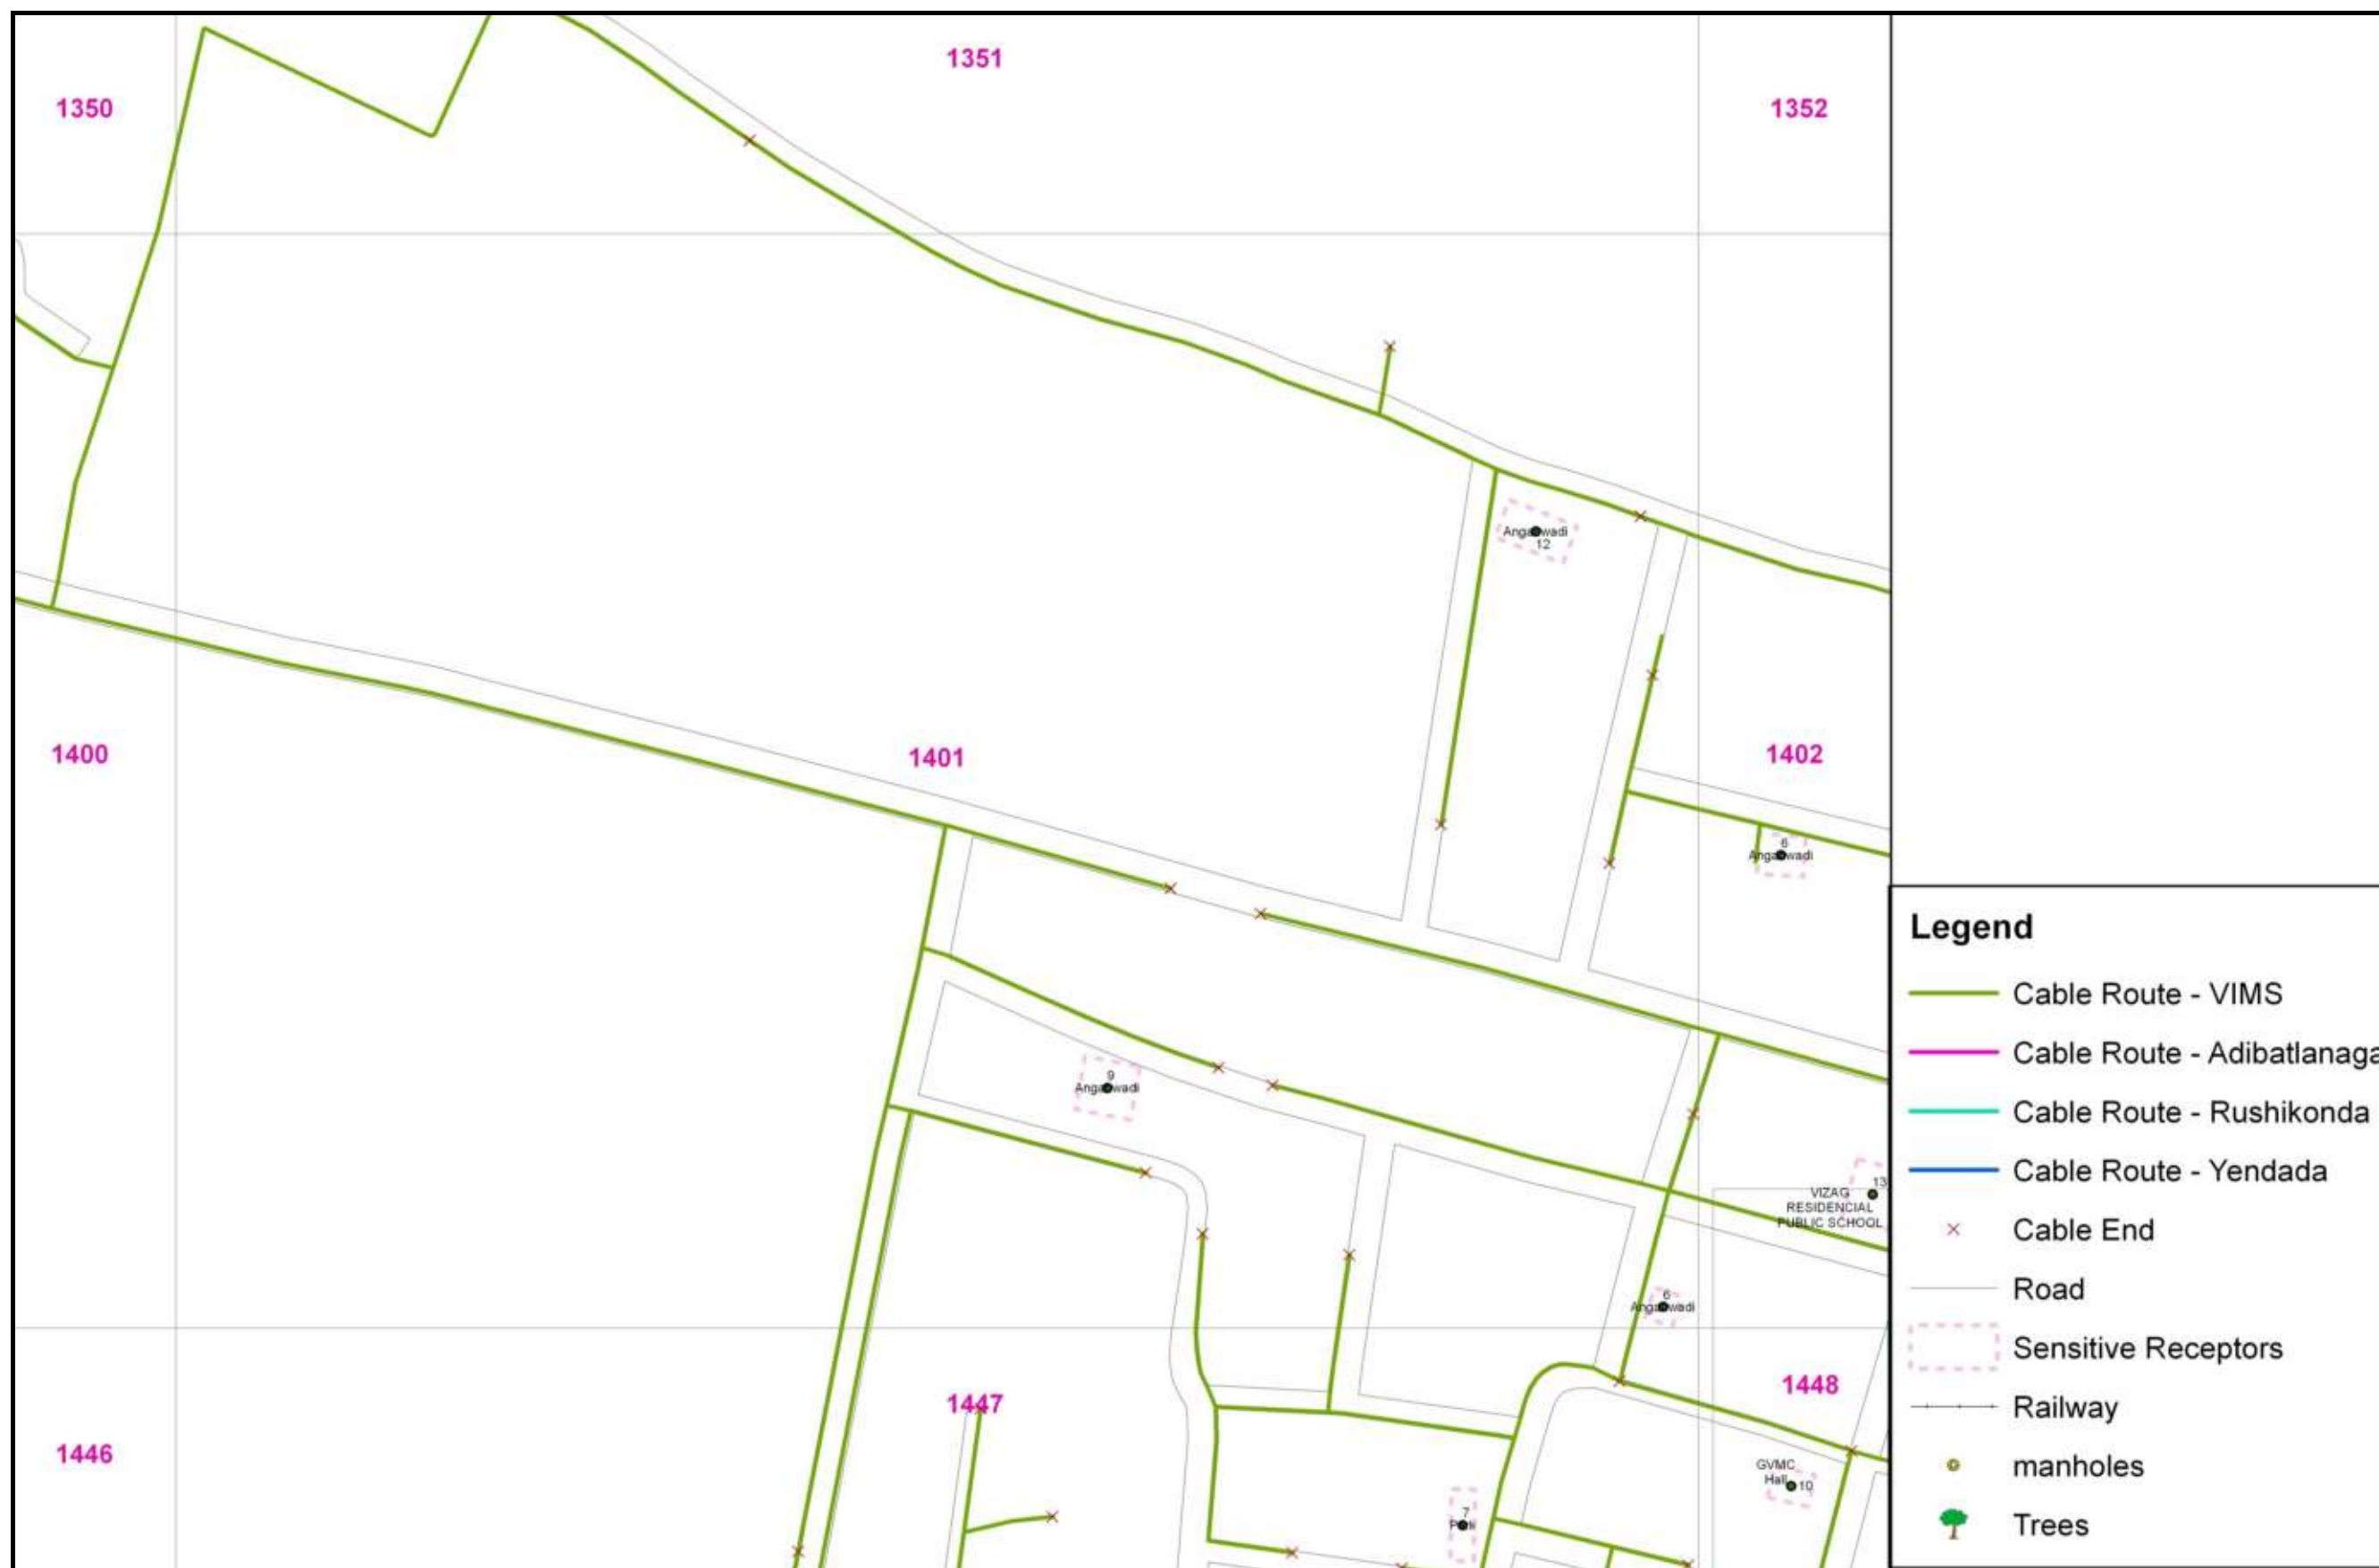 1351
1350
1352
Anganwadi
12
1400
1401
1402
6
Anganwadi
Legend
Cable Route - VIMS
Cable Route - Adibatlanaga
Cable Route - Rushikonda
Cable Route - Yendada
Cable End
Road
Sensitive Receptors
Railway
manholes
Trees
9
Anganwadi
13
VIZAG
RESIDENCIAL
PUBLIC SCHOOL
6
Anganwadi
1447
1448
1446
GVMC
Hall
10
7